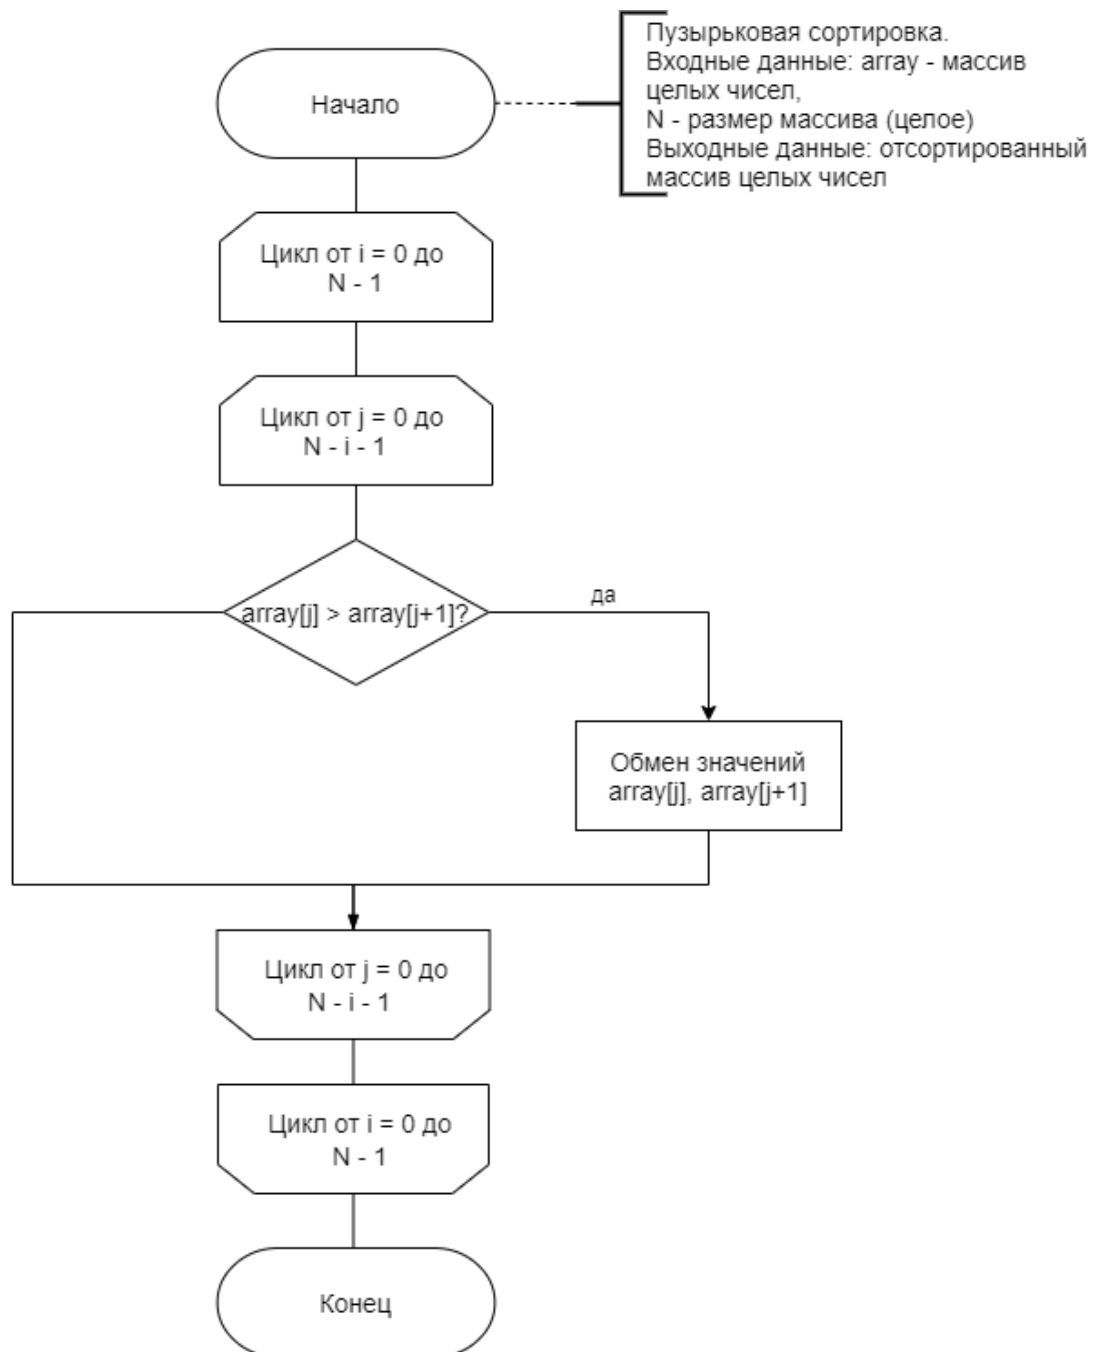 Пузырьковая сортировка.
Входные данные: array - массив
целых чисел,
N - размер массива (целое)
Выходные данные: отсортированный
массив целых чисел
Начало
Цикл от i = 0 до
N - 1
Цикл от j = 0 до
N - i - 1
array[j] > array[j+1]?
да
Обмен значений
array[j], array[j+1]
Цикл от j = 0 до
N - i - 1
Цикл от i = 0 до
N - 1
Конец